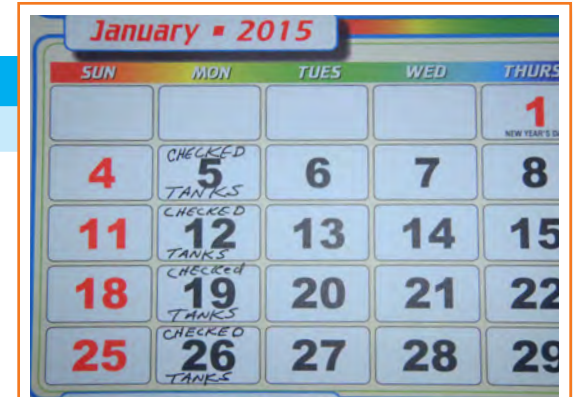 January ▪ 2015
SUN MON TUES WED THURS
1
NEW YEAR'S DA
CHECKED
4 5 6 7 8
TANKS
CHECKED
11 12 13 14 15
TANKS
CHECKed
18 19 20 21 22
TANKS
CHECKED
25 26 27 28 29
TANKS